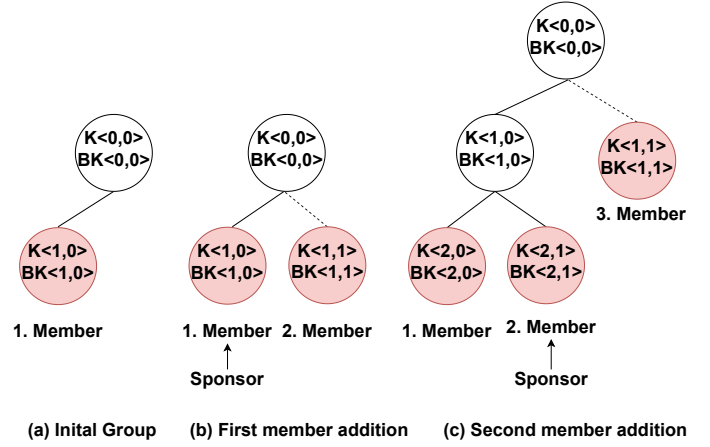 K<0,0>
BK<0,0>
K<1,0>
BK<1,0>
1. Member
(a) Inital Group
K<0,0>
BK<0,0>
K<1,0>
BK<1,0>
K<1,1>
BK<1,1>
1. Member
2. Member
Sponsor
(b) First member addition
K<0,0>
BK<0,0>
K<1,0>
BK<1,0>
K<1,1>
BK<1,1>
3. Member
K<2,0>
BK<2,0>
K<2,1>
BK<2,1>
1. Member
2. Member
Sponsor
(c) Second member addition